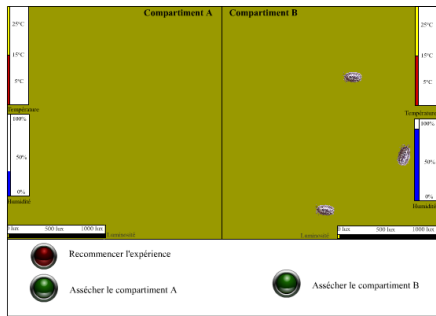 Compartiment A
Compartiment B
25°C
15°C
5°C
Température
100%
50%
0%
Humidité
0 lux 500 lux 1000 lux
Luminosité
25°C
15°C
5°C
Température
100%
50%
0%
Humidité
0 lux 500 lux 1000 lux
Luminosité
Recommencer l'expérience
Assécher le compartiment A
Assécher le compartiment B